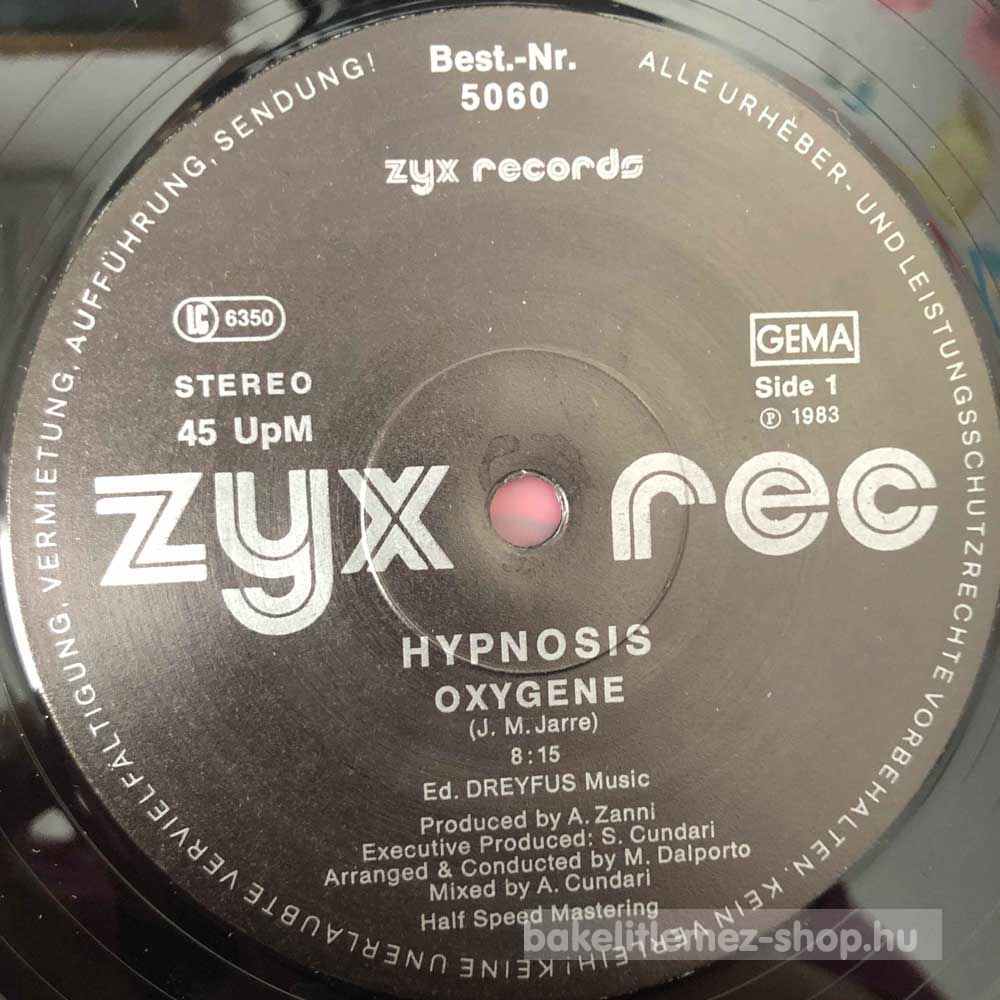 Best.-Nr.
5060
zyx records
LC 6350
GEMA
STEREO
Side 1
45 UpM
℗ 1983
zyx rec
HYPNOSIS
OXYGENE
(J. M. Jarre)
8:15
Ed. DREYFUS Music
Produced by A. Zanni
Executive Produced: S. Cundari
Arranged & Conducted by M. Dalporto
Mixed by A. Cundari
Half Speed Mastering
ALLE URHEBER- UND LEISTUNGSSCHUTZRECHTE VORBEHALTEN. KEIN VERLEIH! KEINE UNERLAUBTE VERVIELFÄLTIGUNG, VERMIETUNG, AUFFÜHRUNG, SENDUNG!
bakelitlemez-shop.hu